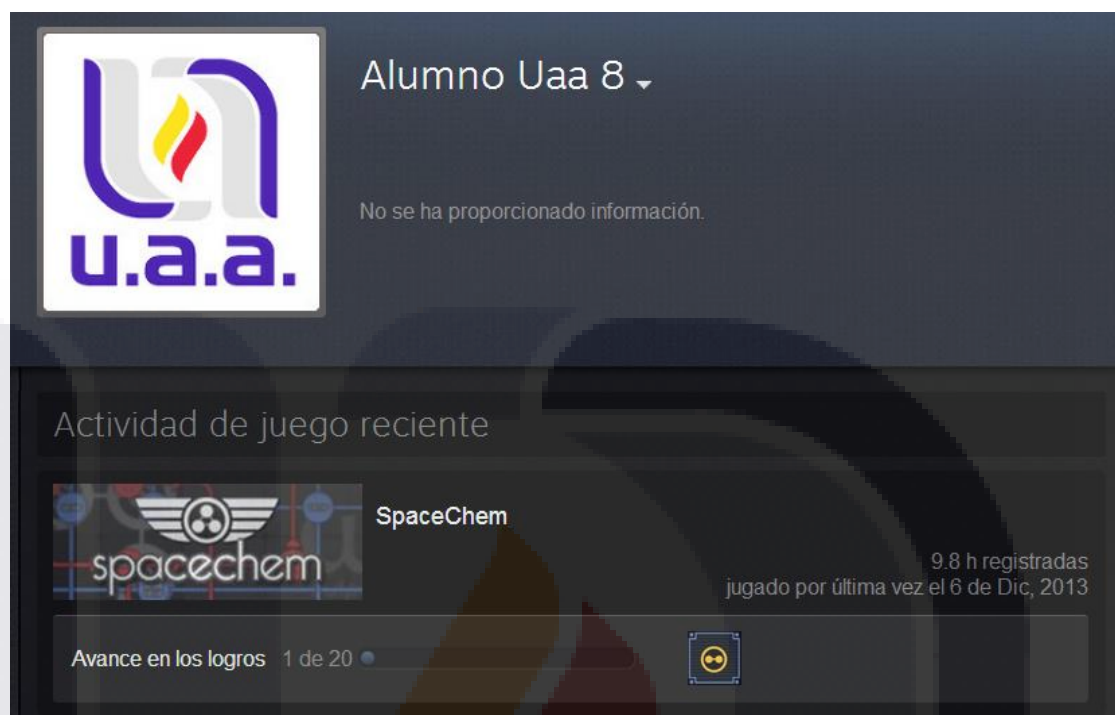 Alumno Uaa 8
No se ha proporcionado información.
u.a.a.
Actividad de juego reciente
spacechem
SpaceChem
9.8 h registradas
jugado por última vez el 6 de Dic, 2013
Avance en los logros 1 de 20